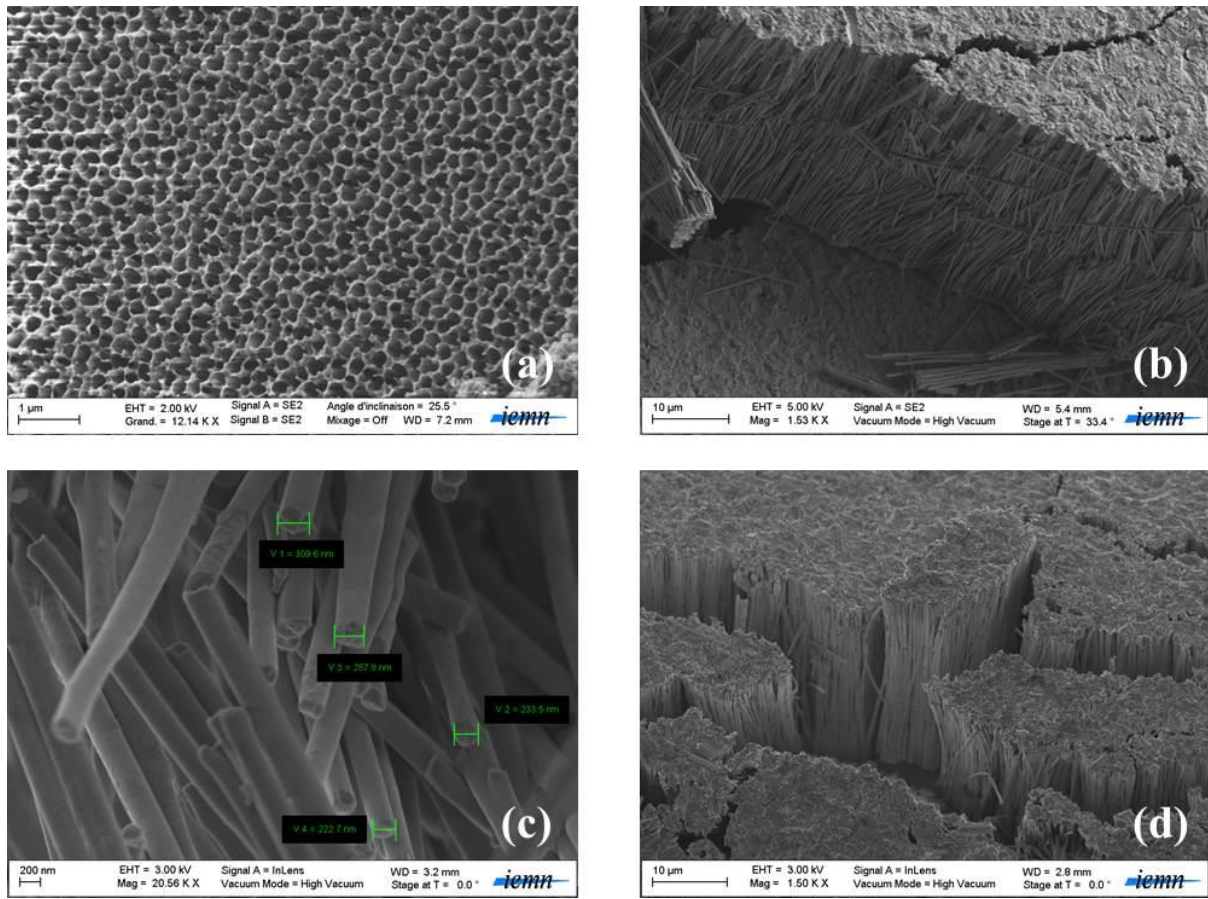 (a)
1 µm
EHT = 2.00 kV
Grand. = 12.14 K X
Signal A = SE2
Signal B = SE2
Angle d'inclinaison = 25.5 °
Mixage = Off WD = 7.2 mm
iemn
(b)
10 µm
EHT = 5.00 kV
Mag = 1.53 K X
Signal A = SE2
Vacuum Mode = High Vacuum
WD = 5.4 mm
Stage at T = 33.4 °
iemn
V 1 = 309.6 nm
V 3 = 287.8 nm
V 2 = 233.5 nm
V 4 = 222.7 nm
(c)
200 nm
EHT = 3.00 kV
Mag = 20.56 K X
Signal A = InLens
Vacuum Mode = High Vacuum
WD = 3.2 mm
Stage at T = 0.0 °
iemn
(d)
10 µm
EHT = 3.00 kV
Mag = 1.50 K X
Signal A = InLens
Vacuum Mode = High Vacuum
WD = 2.8 mm
Stage at T = 0.0 °
iemn